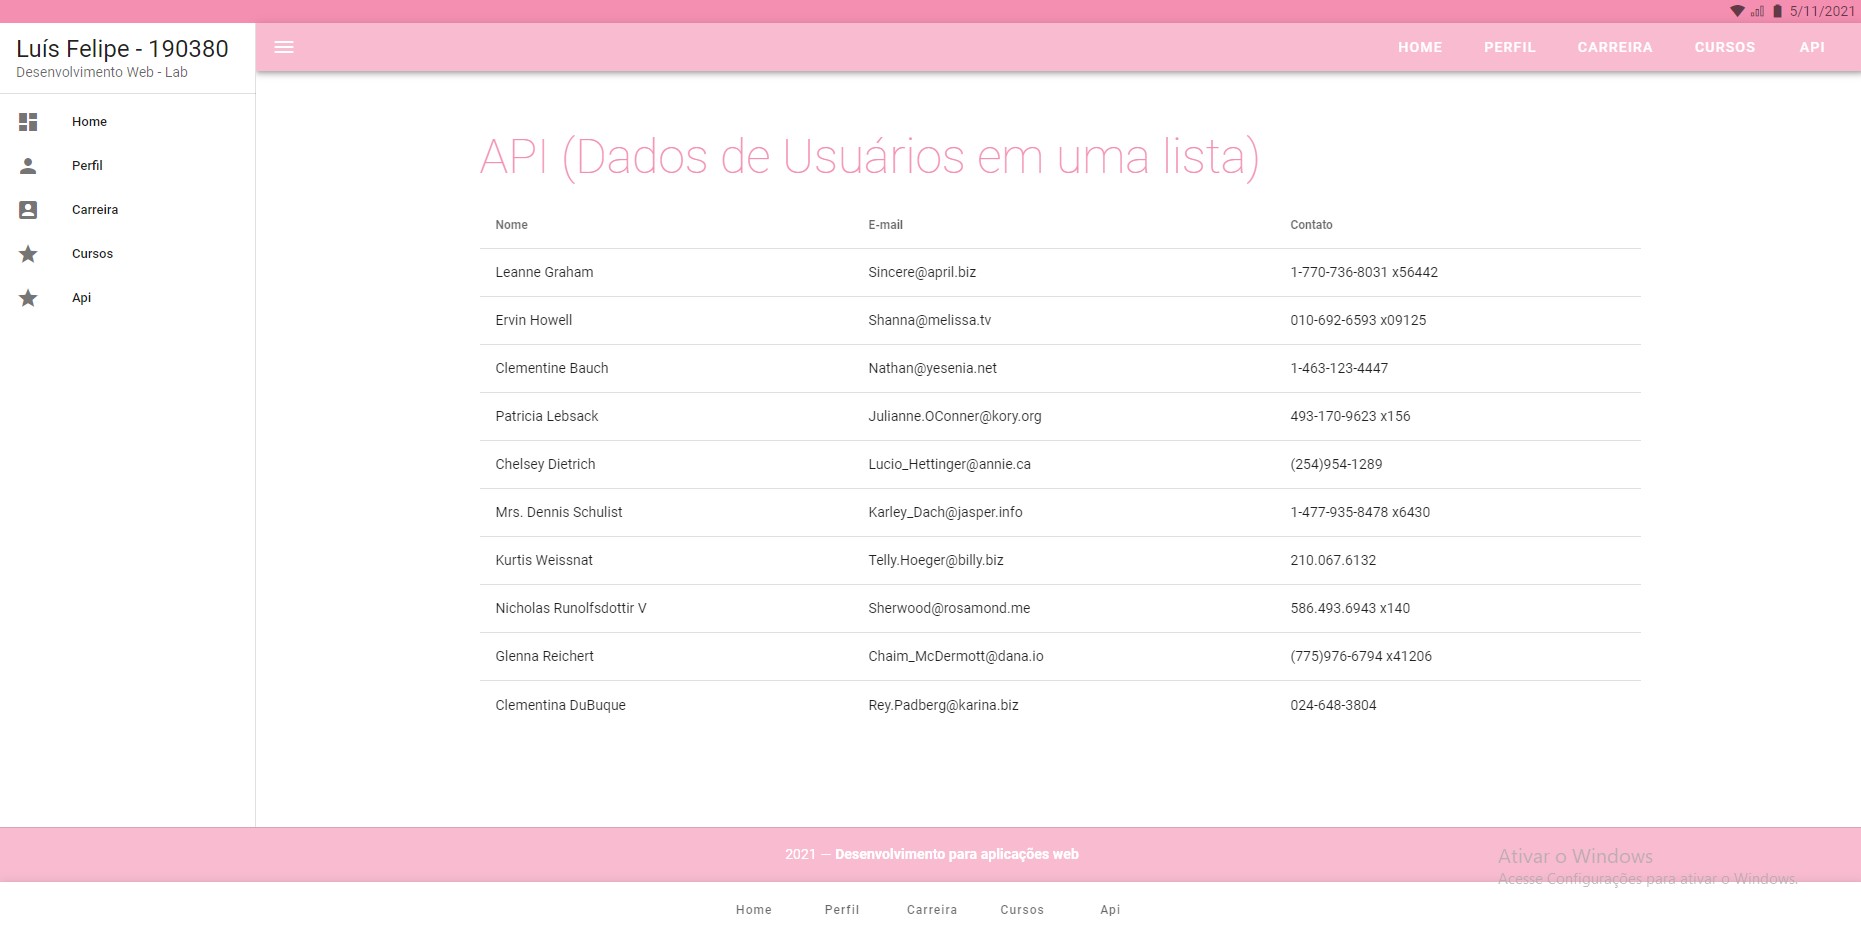 5/11/2021
Luís Felipe - 190380
Desenvolvimento Web - Lab
HOME PERFIL CARREIRA CURSOS API
Home
Perfil
Carreira
Cursos
Api
API (Dados de Usuários em uma lista)
Nome E-mail Contato
Leanne Graham Sincere@april.biz 1-770-736-8031 x56442
Ervin Howell Shanna@melissa.tv 010-692-6593 x09125
Clementine Bauch Nathan@yesenia.net 1-463-123-4447
Patricia Lebsack Julianne.OConner@kory.org 493-170-9623 x156
Chelsey Dietrich Lucio_Hettinger@annie.ca (254)954-1289
Mrs. Dennis Schulist Karley_Dach@jasper.info 1-477-935-8478 x6430
Kurtis Weissnat Telly.Hoeger@billy.biz 210.067.6132
Nicholas Runolfsdottir V Sherwood@rosamond.me 586.493.6943 x140
Glenna Reichert Chaim_McDermott@dana.io (775)976-6794 x41206
Clementina DuBuque Rey.Padberg@karina.biz 024-648-3804
2021 — Desenvolvimento para aplicações web
Ativar o Windows
Acesse Configurações para ativar o Windows.
Home Perfil Carreira Cursos Api